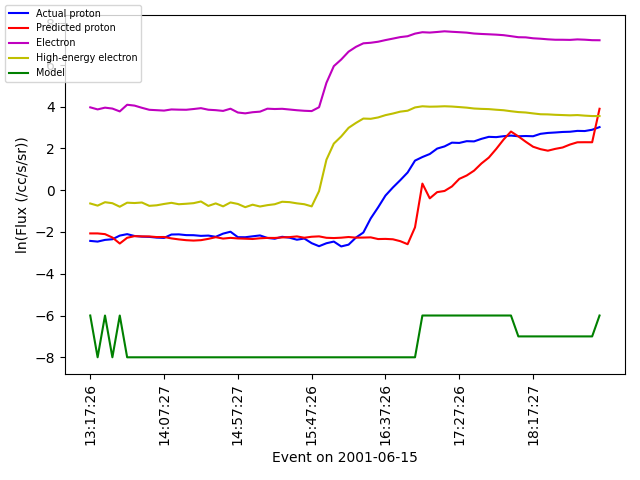 Actual proton
Predicted proton
Electron
High-energy electron
Model
ln(Flux (/cc/s/sr))
4
2
0
−2
−4
−6
−8
13:17:26
14:07:27
14:57:27
15:47:26
16:37:26
17:27:26
18:17:27
Event on 2001-06-15